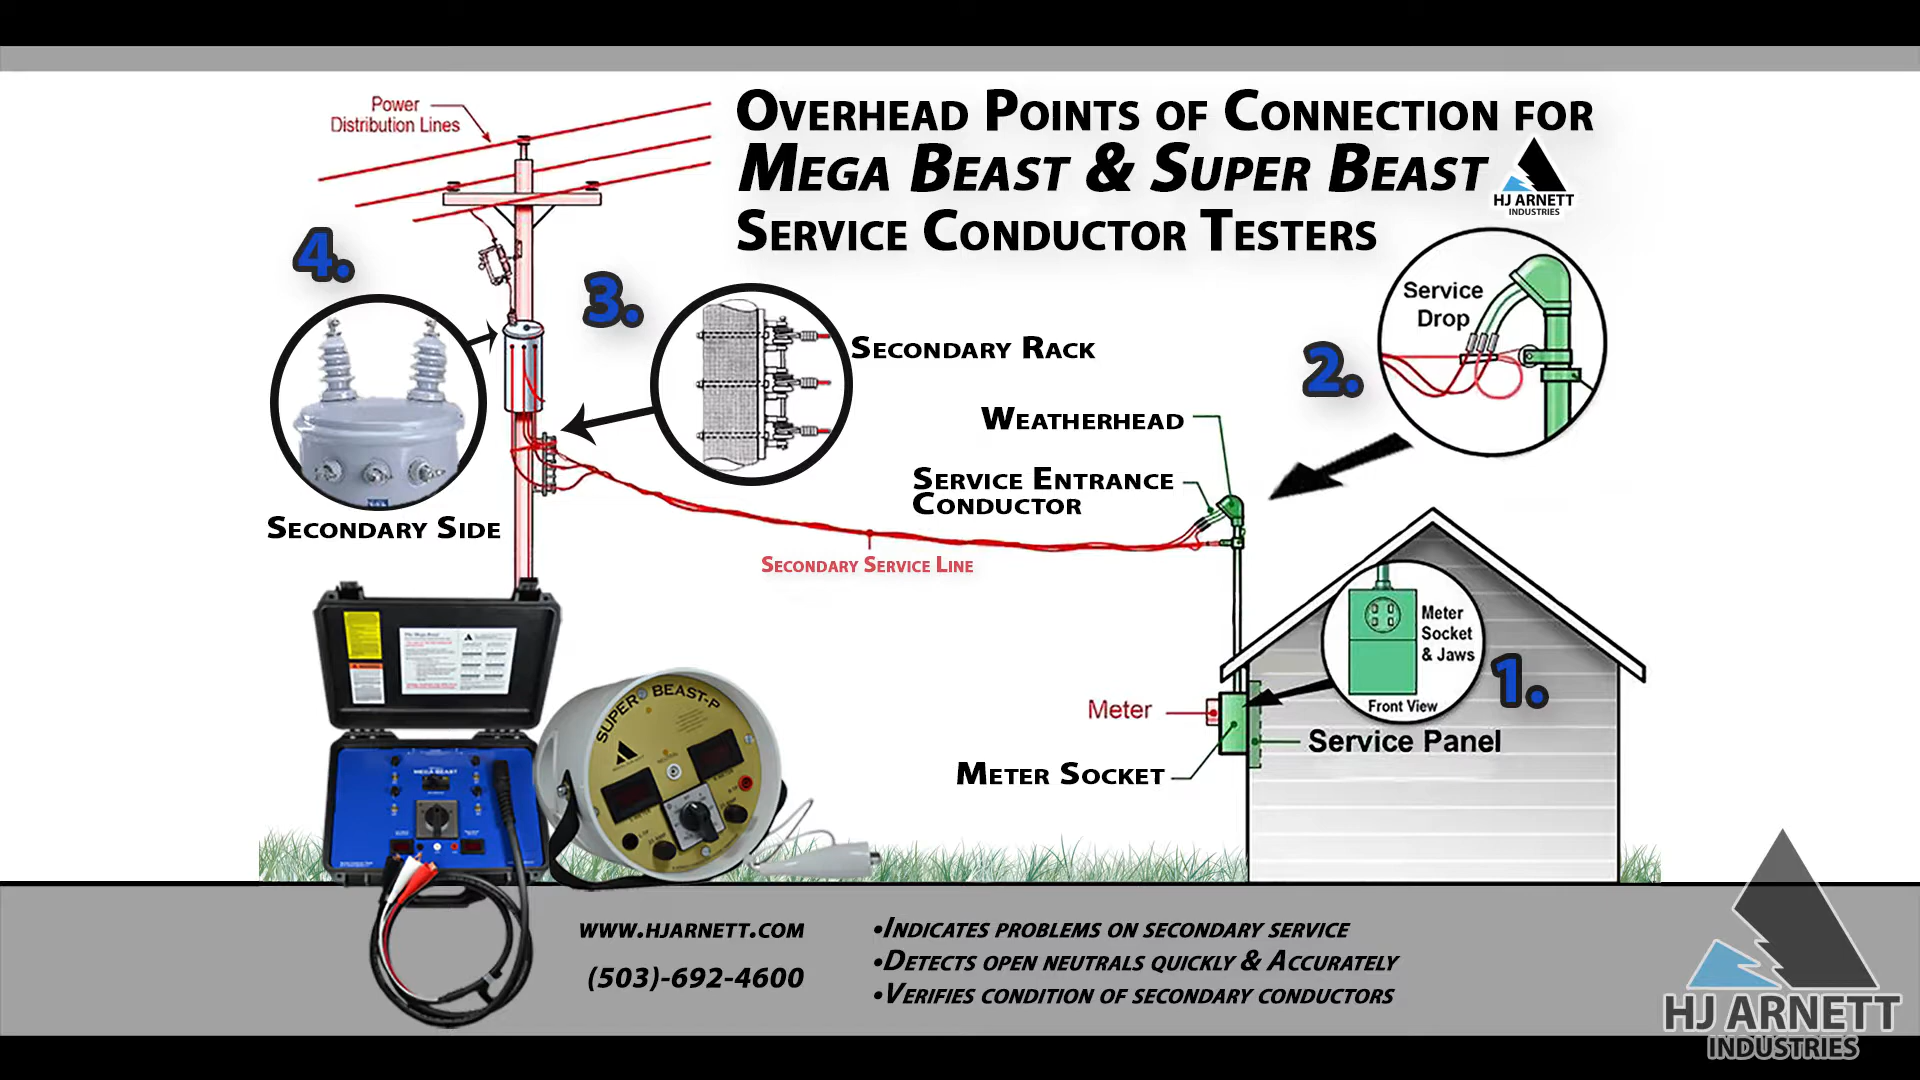 Power
Distribution Lines
OVERHEAD POINTS OF CONNECTION FOR
MEGA BEAST & SUPER BEAST
SERVICE CONDUCTOR TESTERS
HJ ARNETT
INDUSTRIES
4.
3.
SECONDARY RACK
SECONDARY SIDE
2.
Service
Drop
WEATHERHEAD
SERVICE ENTRANCE
CONDUCTOR
SECONDARY SERVICE LINE
1.
Meter
Socket
& Jaws
Front View
Meter
Service Panel
METER SOCKET
MEGA BEAST
SUPER BEAST-P
WWW.HJARNETT.COM
(503)-692-4600
•INDICATES PROBLEMS ON SECONDARY SERVICE
•DETECTS OPEN NEUTRALS QUICKLY & ACCURATELY
•VERIFIES CONDITION OF SECONDARY CONDUCTORS
HJ ARNETT
INDUSTRIES